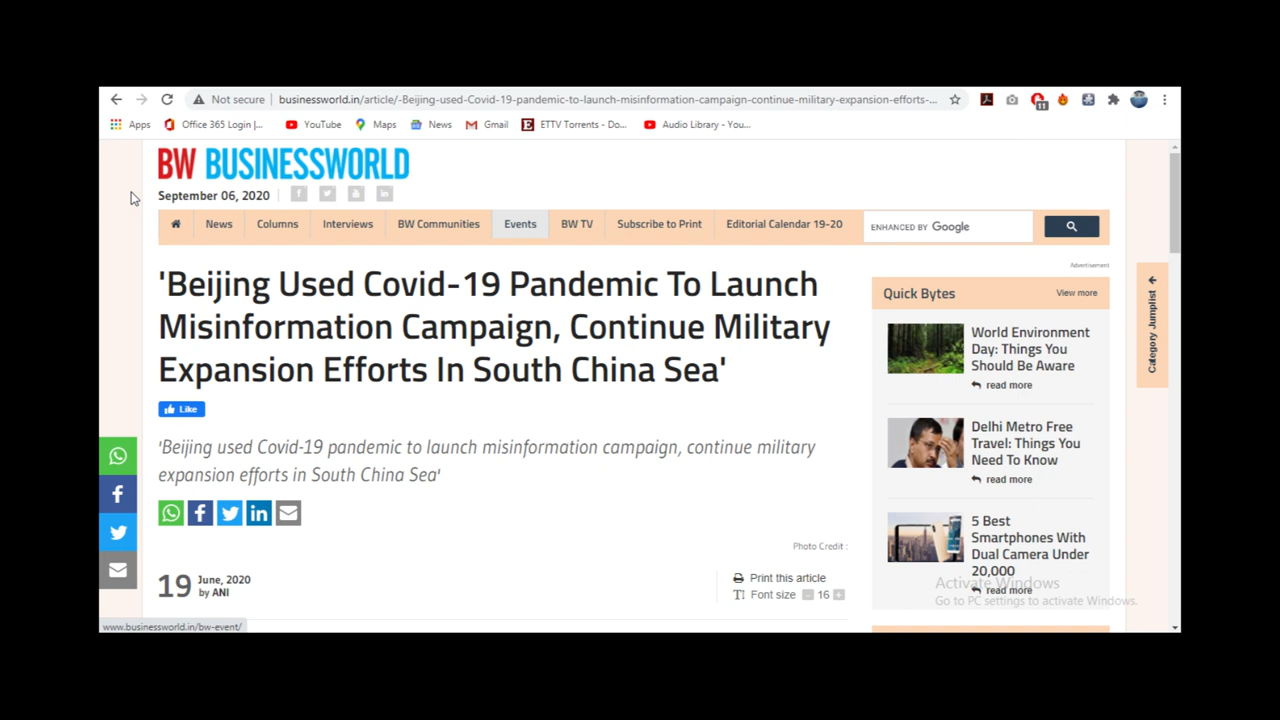 Not secure
businessworld.in/article/-Beijing-used-Covid-19-pandemic-to-launch-misinformation-campaign-continue-military-expansion-efforts-...
11
Apps
Office 365 Login |...
YouTube
Maps
News
Gmail
ETTV Torrents - Do...
Audio Library - You...
BW BUSINESSWORLD
September 06, 2020
News
Columns
Interviews
BW Communities
Events
BW TV
Subscribe to Print
Editorial Calendar 19-20
ENHANCED BY Google
'Beijing Used Covid-19 Pandemic To Launch
Misinformation Campaign, Continue Military
Expansion Efforts In South China Sea'
Like
'Beijing used Covid-19 pandemic to launch misinformation campaign, continue military
expansion efforts in South China Sea'
Photo Credit :
19
June, 2020
by ANI
Print this article
Font size - 16 +
Advertisement
Quick Bytes
View more
World Environment
Day: Things You
Should Be Aware
read more
Delhi Metro Free
Travel: Things You
Need To Know
read more
5 Best
Smartphones With
Dual Camera Under
20,000
read more
Category Jumplist
Activate Windows
Go to PC settings to activate Windows.
www.businessworld.in/bw-event/